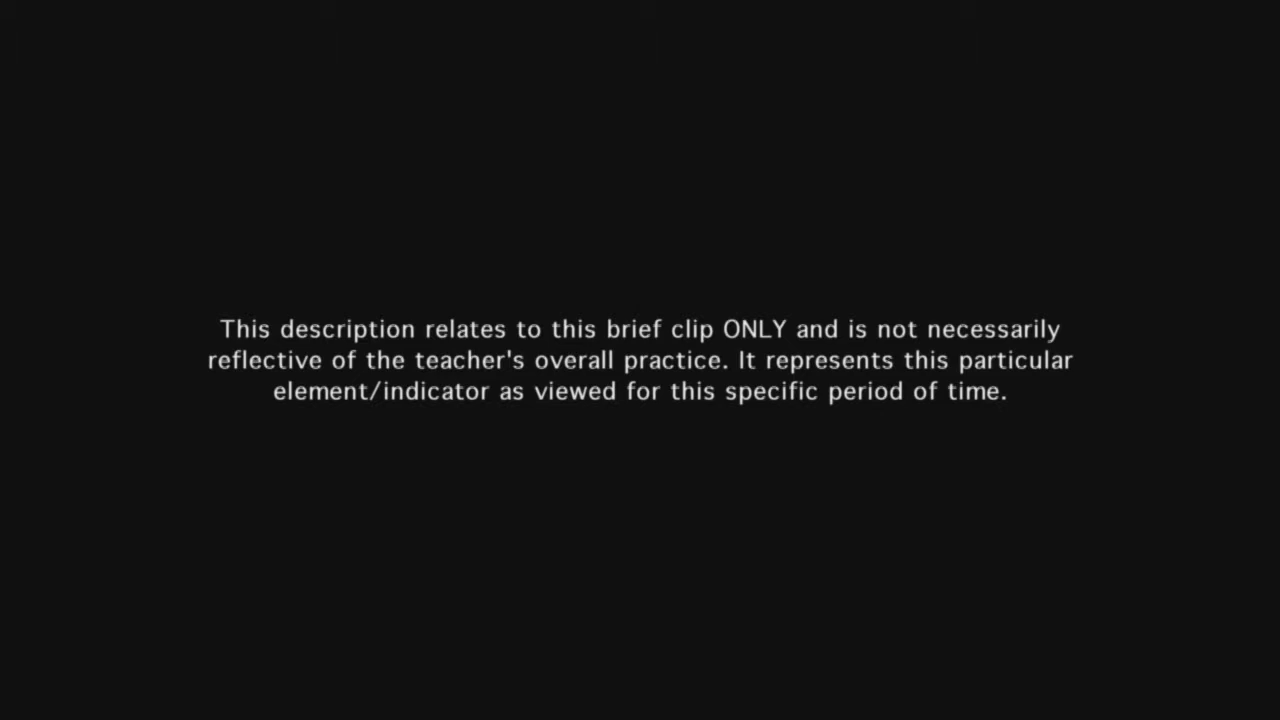 This description relates to this brief clip ONLY and is not necessarily
reflective of the teacher's overall practice. It represents this particular
element/indicator as viewed for this specific period of time.